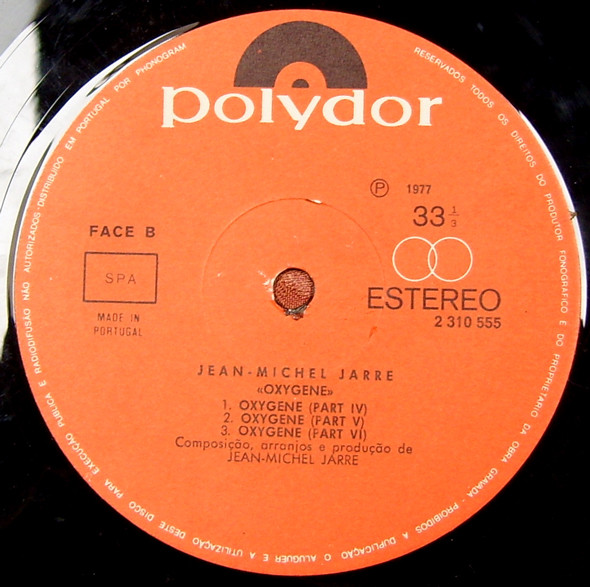 polydor
℗ 1977
33 1/3
FACE B
SPA
MADE IN
PORTUGAL
ESTEREO
2 310 555
JEAN-MICHEL JARRE
«OXYGENE»
1. OXYGENE (PART IV)
2. OXYGENE (PART V)
3. OXYGENE (PART VI)
Composição, arranjos e produção de
JEAN-MICHEL JARRE
RESERVADOS TODOS OS DIREITOS DO PRODUTOR FONOGRÁFICO E DO PROPRIETÁRIO DA OBRA GRAVADA - PROIBIDOS A DUPLICAÇÃO O ALUGUER E A UTILIZAÇÃO DESTE DISCO PARA EXECUÇÃO PUBLICA E RADIODIFUSÃO NÃO AUTORIZADOS DISTRIBUIDO EM PORTUGAL POR PHONOGRAM